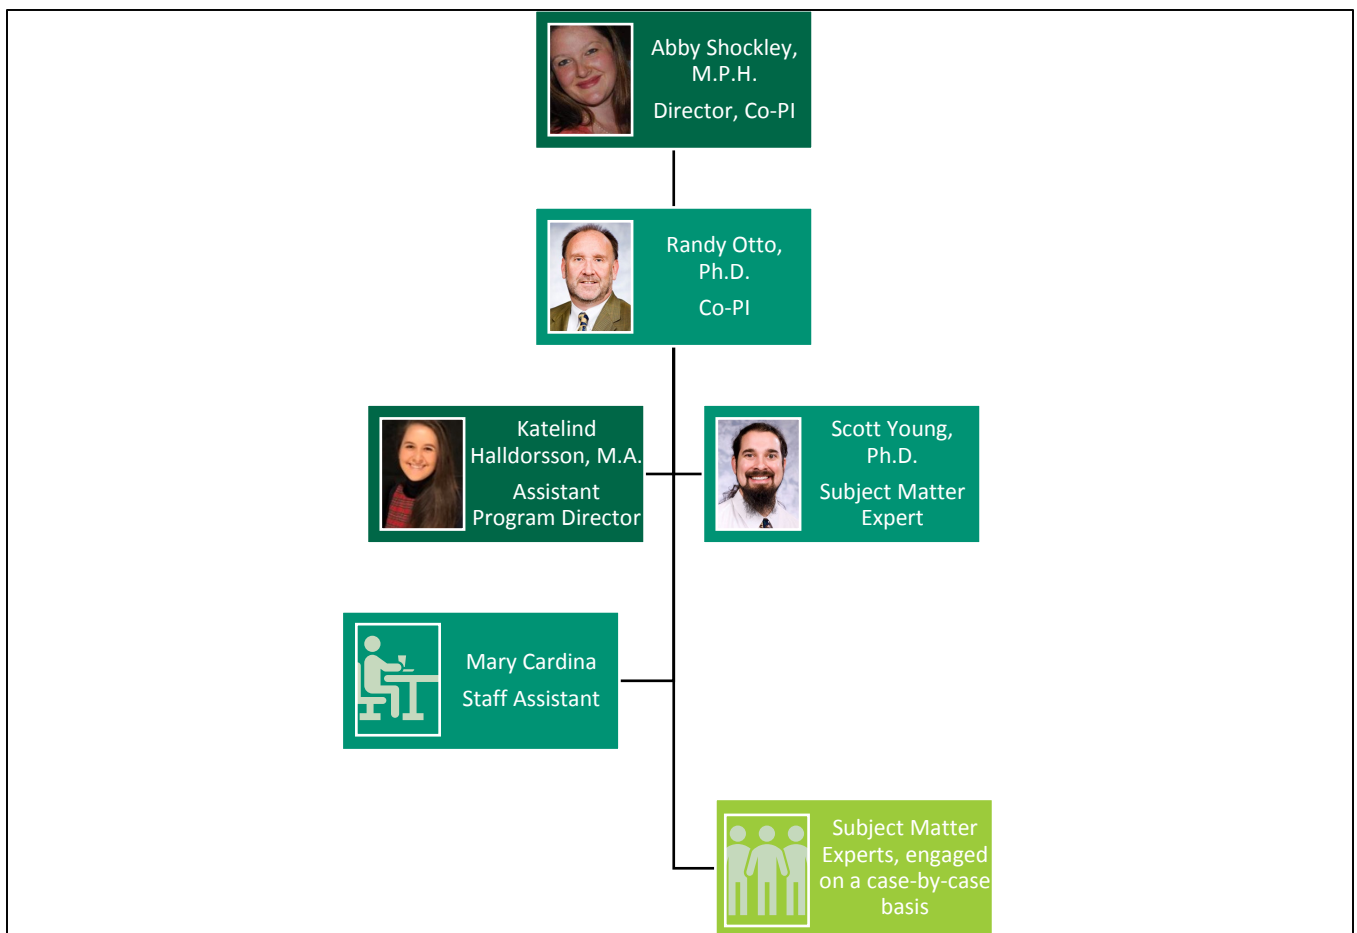 Abby Shockley,
M.P.H.
Director, Co-PI
Randy Otto,
Ph.D.
Co-PI
Katelind
Halldorsson, M.A.
Assistant
Program Director
Scott Young,
Ph.D.
Subject Matter
Expert
Mary Cardina
Staff Assistant
Subject Matter
Experts, engaged
on a case-by-case
basis